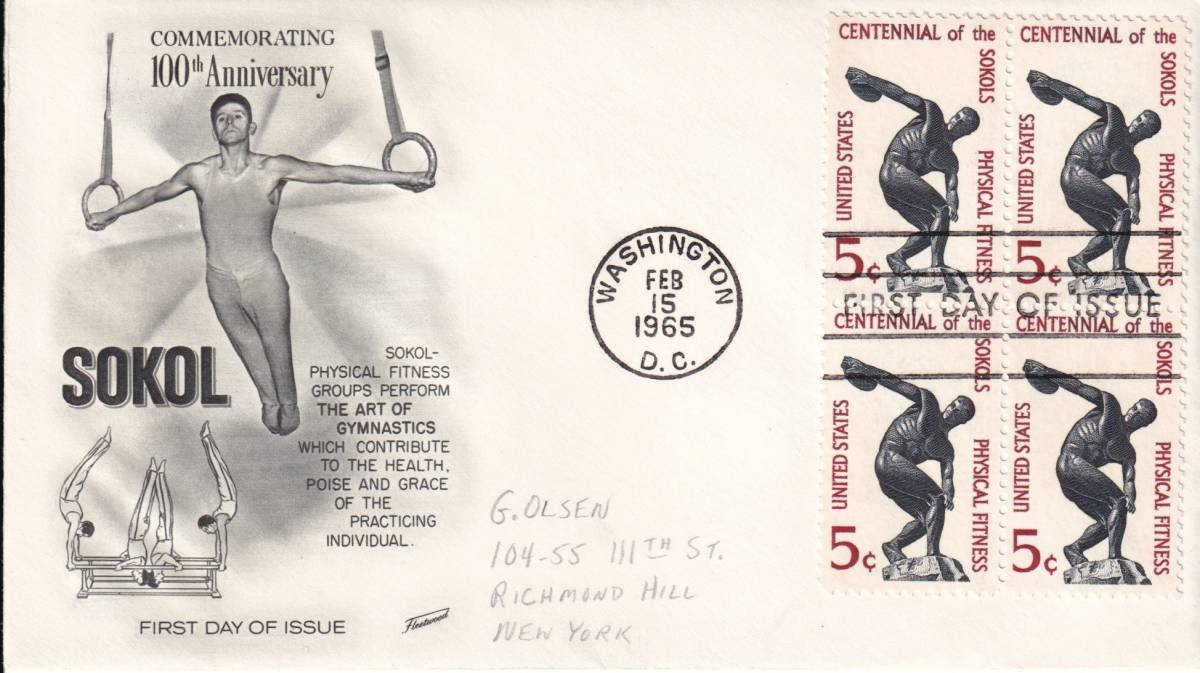 COMMEMORATING
100th Anniversary
SOKOL
SOKOL-
PHYSICAL FITNESS
GROUPS PERFORM
THE ART OF
GYMNASTICS
WHICH CONTRIBUTE
TO THE HEALTH,
POISE AND GRACE
OF THE
PRACTICING
INDIVIDUAL.
FIRST DAY OF ISSUE
Fleetwood
WASHINGTON
FEB
15
1965
D.C.
G. OLSEN
104-55 111TH ST.
RICHMOND HILL
NEW YORK
CENTENNIAL of the
SOKOLS
PHYSICAL FITNESS
UNITED STATES
5¢
CENTENNIAL of the
SOKOLS
PHYSICAL FITNESS
UNITED STATES
5¢
FIRST DAY OF ISSUE
CENTENNIAL of the
SOKOLS
PHYSICAL FITNESS
UNITED STATES
5¢
CENTENNIAL of the
SOKOLS
PHYSICAL FITNESS
UNITED STATES
5¢